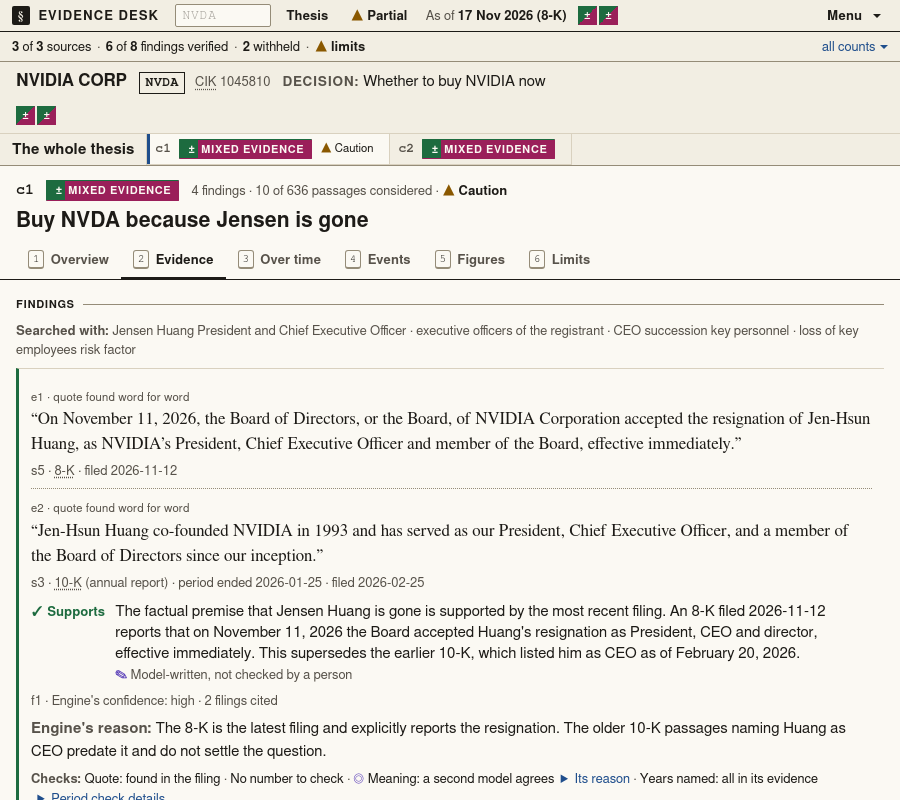 § EVIDENCE DESK NVDA Thesis ▲ Partial As of 17 Nov 2026 (8-K) ± ± Menu
3 of 3 sources · 6 of 8 findings verified · 2 withheld · ▲ limits all counts
NVIDIA CORP NVDA CIK 1045810 DECISION: Whether to buy NVIDIA now
± ±
The whole thesis c1 ± MIXED EVIDENCE ▲ Caution c2 ± MIXED EVIDENCE
c1 ± MIXED EVIDENCE 4 findings · 10 of 636 passages considered · ▲ Caution
Buy NVDA because Jensen is gone
1 Overview 2 Evidence 3 Over time 4 Events 5 Figures 6 Limits
FINDINGS
Searched with: Jensen Huang President and Chief Executive Officer · executive officers of the registrant · CEO succession key personnel · loss of key
employees risk factor
e1 · quote found word for word
“On November 11, 2026, the Board of Directors, or the Board, of NVIDIA Corporation accepted the resignation of Jen-Hsun
Huang, as NVIDIA’s President, Chief Executive Officer and member of the Board, effective immediately.”
s5 · 8-K · filed 2026-11-12
e2 · quote found word for word
“Jen-Hsun Huang co-founded NVIDIA in 1993 and has served as our President, Chief Executive Officer, and a member of
the Board of Directors since our inception.”
s3 · 10-K (annual report) · period ended 2026-01-25 · filed 2026-02-25
✓ Supports The factual premise that Jensen Huang is gone is supported by the most recent filing. An 8-K filed 2026-11-12
reports that on November 11, 2026 the Board accepted Huang's resignation as President, CEO and director,
effective immediately. This supersedes the earlier 10-K, which listed him as CEO as of February 20, 2026.
✎ Model-written, not checked by a person
f1 · Engine's confidence: high · 2 filings cited
Engine's reason: The 8-K is the latest filing and explicitly reports the resignation. The older 10-K passages naming Huang as
CEO predate it and do not settle the question.
Checks: Quote: found in the filing · No number to check · ◎ Meaning: a second model agrees ▶ Its reason · Years named: all in its evidence
▶ Period check details